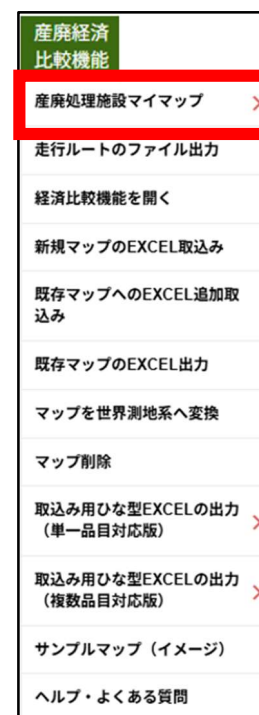 産廃経済
比較機能
産廃処理施設マイマップ
走行ルートのファイル出力
経済比較機能を開く
新規マップのEXCEL取込み
既存マップへのEXCEL追加取
込み
既存マップのEXCEL出力
マップを世界測地系へ変換
マップ削除
取込み用ひな型EXCELの出力
（単一品目対応版）
取込み用ひな型EXCELの出力
（複数品目対応版）
サンプルマップ（イメージ）
ヘルプ・よくある質問